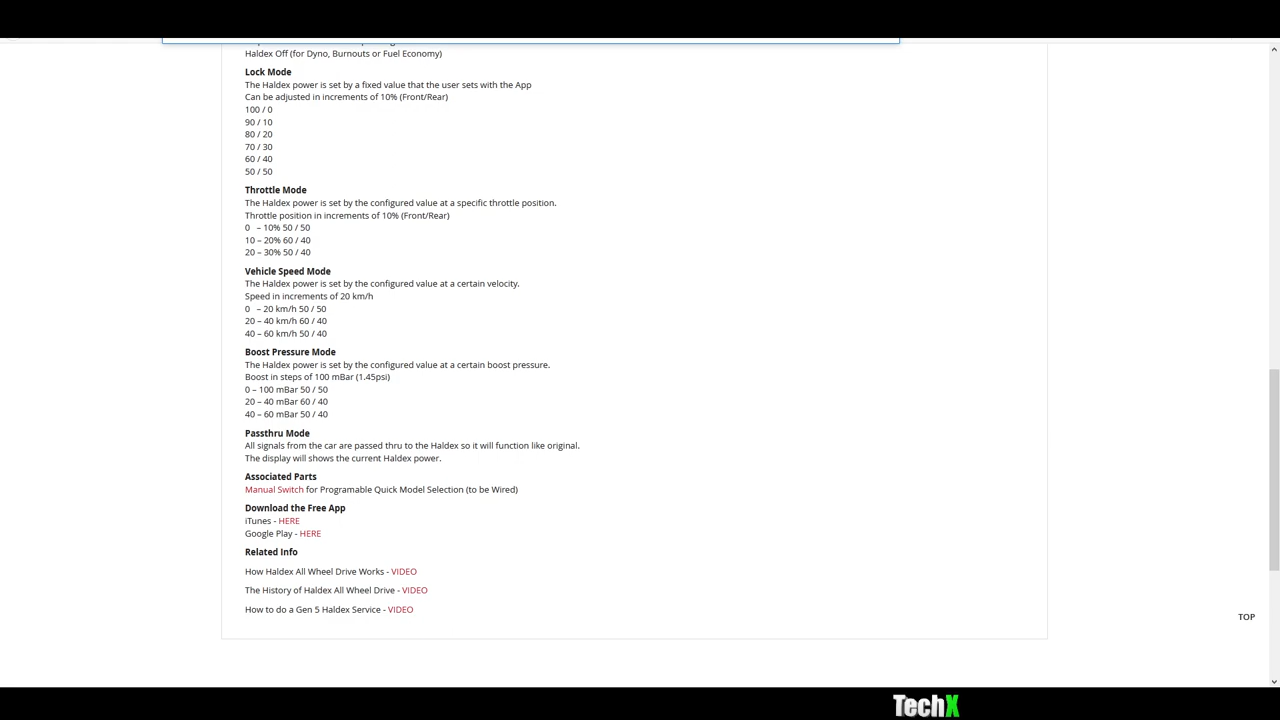 Haldex Off (for Dyno, Burnouts or Fuel Economy)
Lock Mode
The Haldex power is set by a fixed value that the user sets with the App
Can be adjusted in increments of 10% (Front/Rear)
100 / 0
90 / 10
80 / 20
70 / 30
60 / 40
50 / 50
Throttle Mode
The Haldex power is set by the configured value at a specific throttle position.
Throttle position in increments of 10% (Front/Rear)
0 – 10% 50 / 50
10 – 20% 60 / 40
20 – 30% 50 / 40
Vehicle Speed Mode
The Haldex power is set by the configured value at a certain velocity.
Speed in increments of 20 km/h
0 – 20 km/h 50 / 50
20 – 40 km/h 60 / 40
40 – 60 km/h 50 / 40
Boost Pressure Mode
The Haldex power is set by the configured value at a certain boost pressure.
Boost in steps of 100 mBar (1.45psi)
0 – 100 mBar 50 / 50
20 – 40 mBar 60 / 40
40 – 60 mBar 50 / 40
Passthru Mode
All signals from the car are passed thru to the Haldex so it will function like original.
The display will shows the current Haldex power.
Associated Parts
Manual Switch for Programable Quick Model Selection (to be Wired)
Download the Free App
iTunes - HERE
Google Play - HERE
Related Info
How Haldex All Wheel Drive Works - VIDEO
The History of Haldex All Wheel Drive - VIDEO
How to do a Gen 5 Haldex Service - VIDEO
TOP
TechX